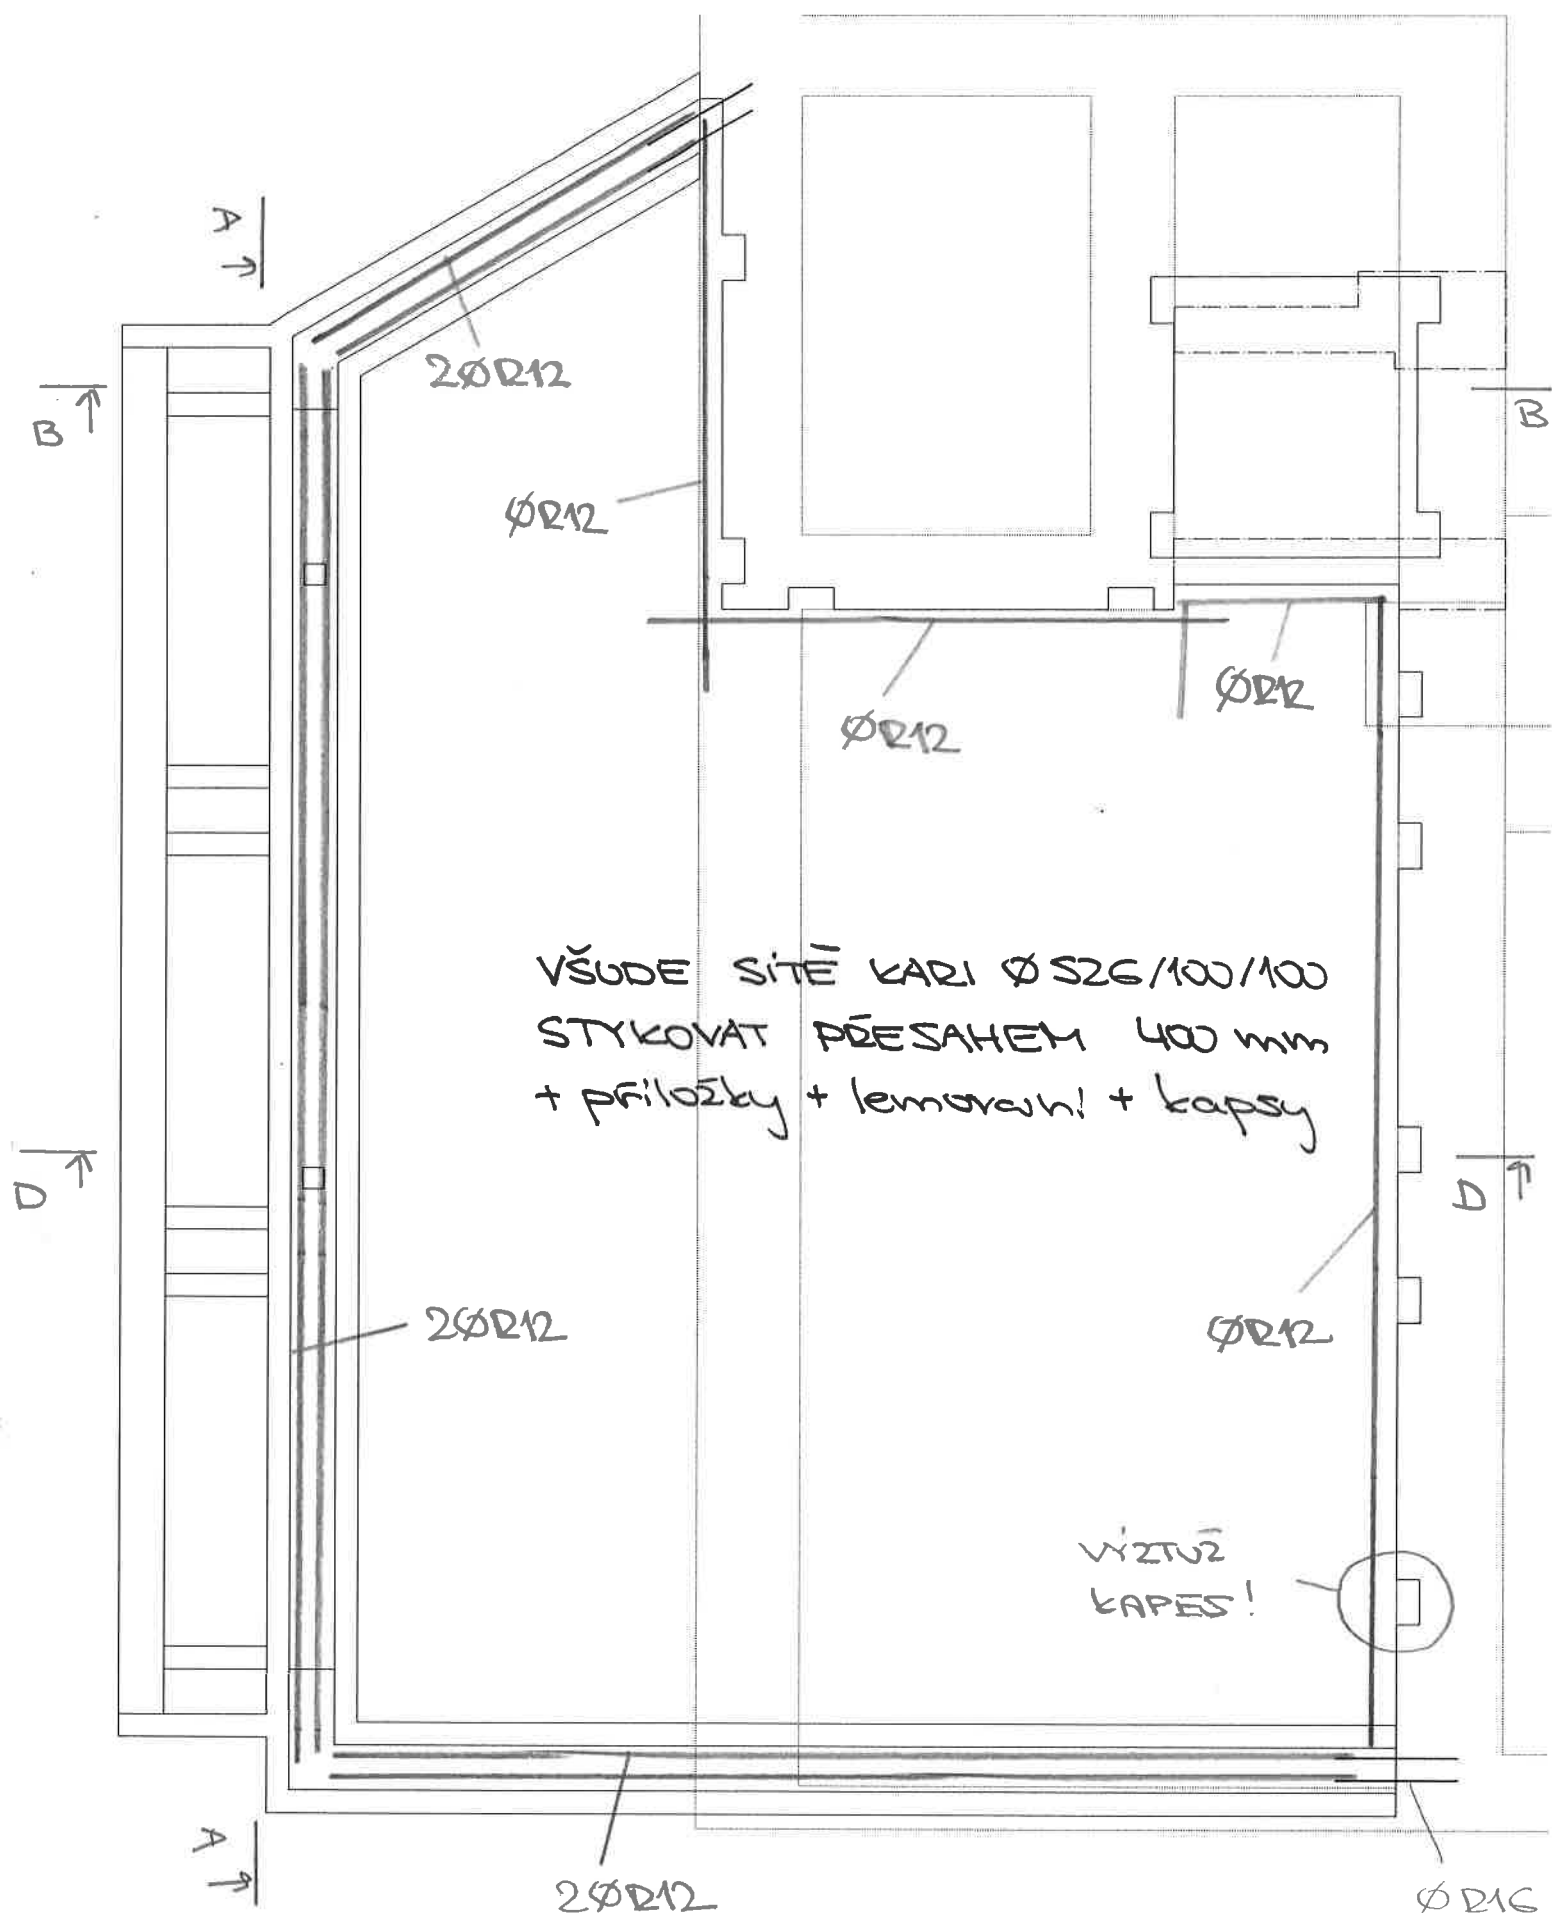 A
2ØR12
B
B
ØR12
ØR12
ØR12
VŠUDE SÍTĚ KARI ØSZ6/100/100
STYKOVAT PŘESAHEM 400 mm
+ příložky + lemování + kapsy
D
D
2ØR12
ØR12
VÝZTUŽ
KAPES!
A
2ØR12
ØR16